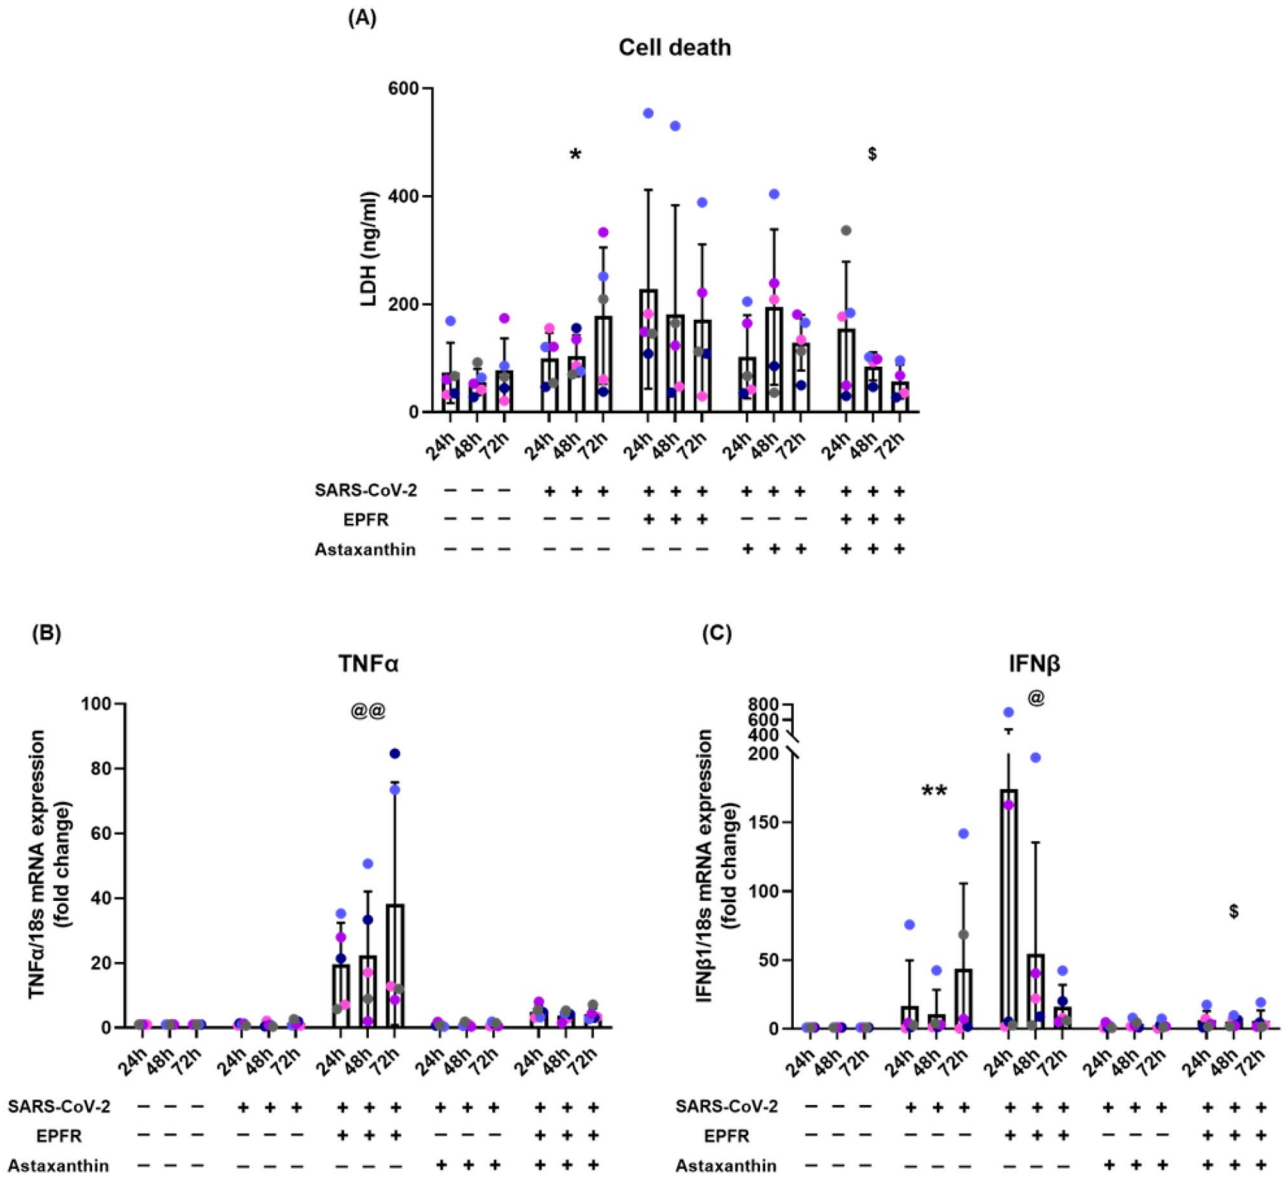 (A)
Cell death
600
400
200
0
LDH (ng/ml)
*
$
24h 48h 72h 24h 48h 72h 24h 48h 72h 24h 48h 72h 24h 48h 72h
SARS-CoV-2 − − − + + + + + + + + + + + +
EPFR − − − − − − + + + − − − + + +
Astaxanthin − − − − − − − − − + + + + + +
(B)
TNFα
100
80
60
40
20
0
TNFα/18s mRNA expression
(fold change)
@@
24h 48h 72h 24h 48h 72h 24h 48h 72h 24h 48h 72h 24h 48h 72h
SARS-CoV-2 − − − + + + + + + + + + + + +
EPFR − − − − − − + + + − − − + + +
Astaxanthin − − − − − − − − − + + + + + +
(C)
IFNβ
800
600
400
200
150
100
50
0
IFNβ1/18s mRNA expression
(fold change)
**
@
$
24h 48h 72h 24h 48h 72h 24h 48h 72h 24h 48h 72h 24h 48h 72h
SARS-CoV-2 − − − + + + + + + + + + + + +
EPFR − − − − − − + + + − − − + + +
Astaxanthin − − − − − − − − − + + + + + +